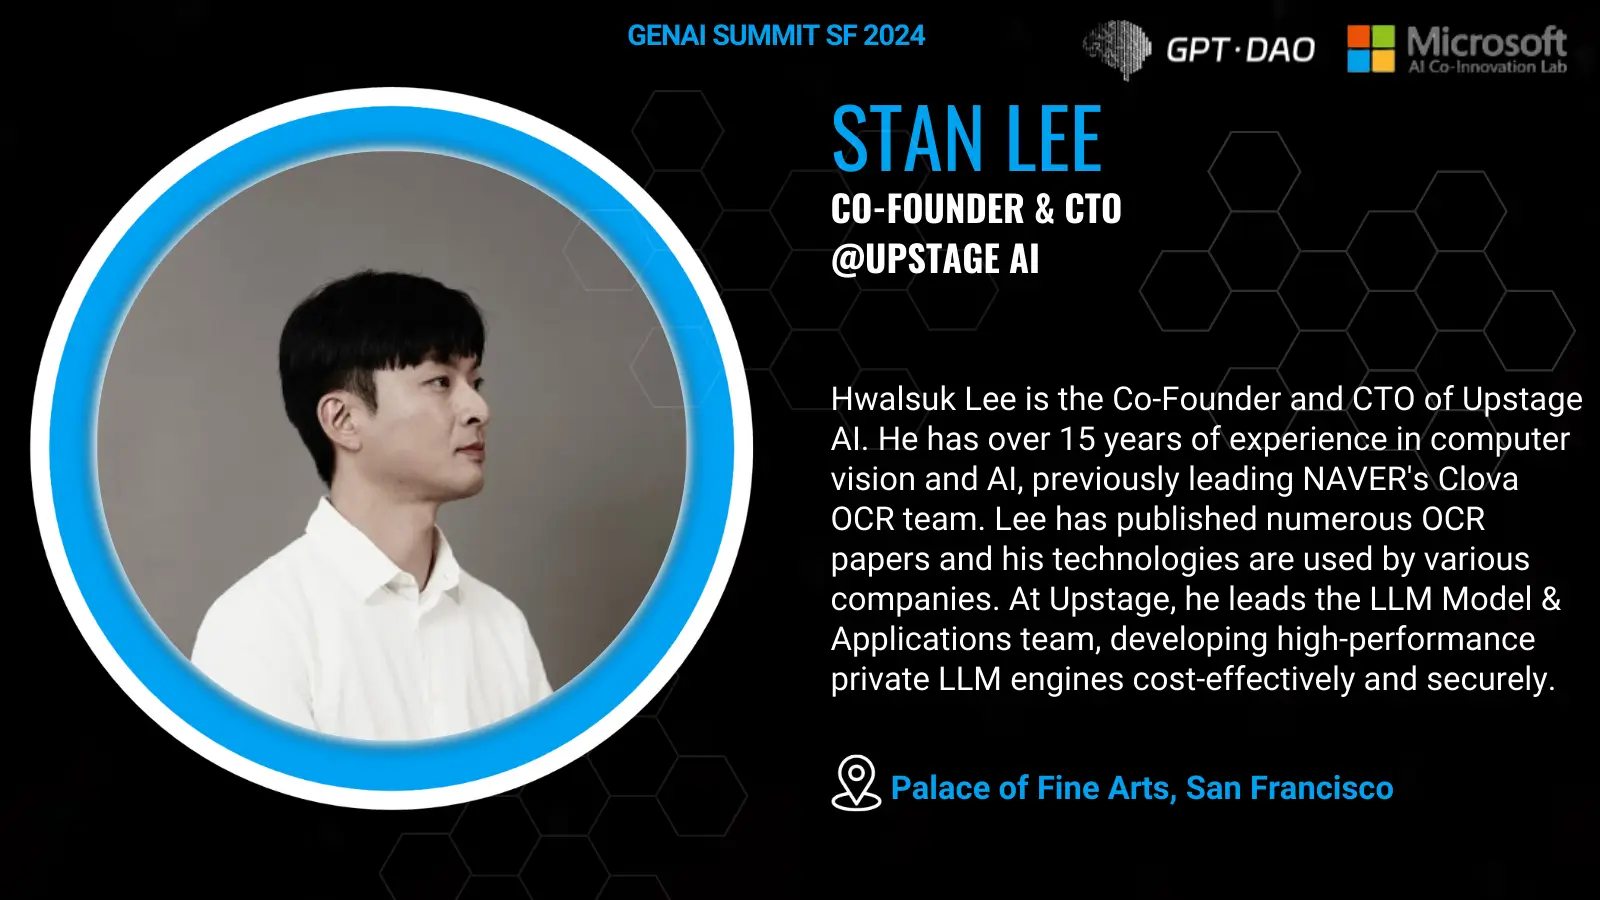 GENAI SUMMIT SF 2024
GPT·DAO
Microsoft
AI Co-Innovation Lab
STAN LEE
CO-FOUNDER & CTO
@UPSTAGE AI
Hwalsuk Lee is the Co-Founder and CTO of Upstage
AI. He has over 15 years of experience in computer
vision and AI, previously leading NAVER's Clova
OCR team. Lee has published numerous OCR
papers and his technologies are used by various
companies. At Upstage, he leads the LLM Model &
Applications team, developing high-performance
private LLM engines cost-effectively and securely.
Palace of Fine Arts, San Francisco